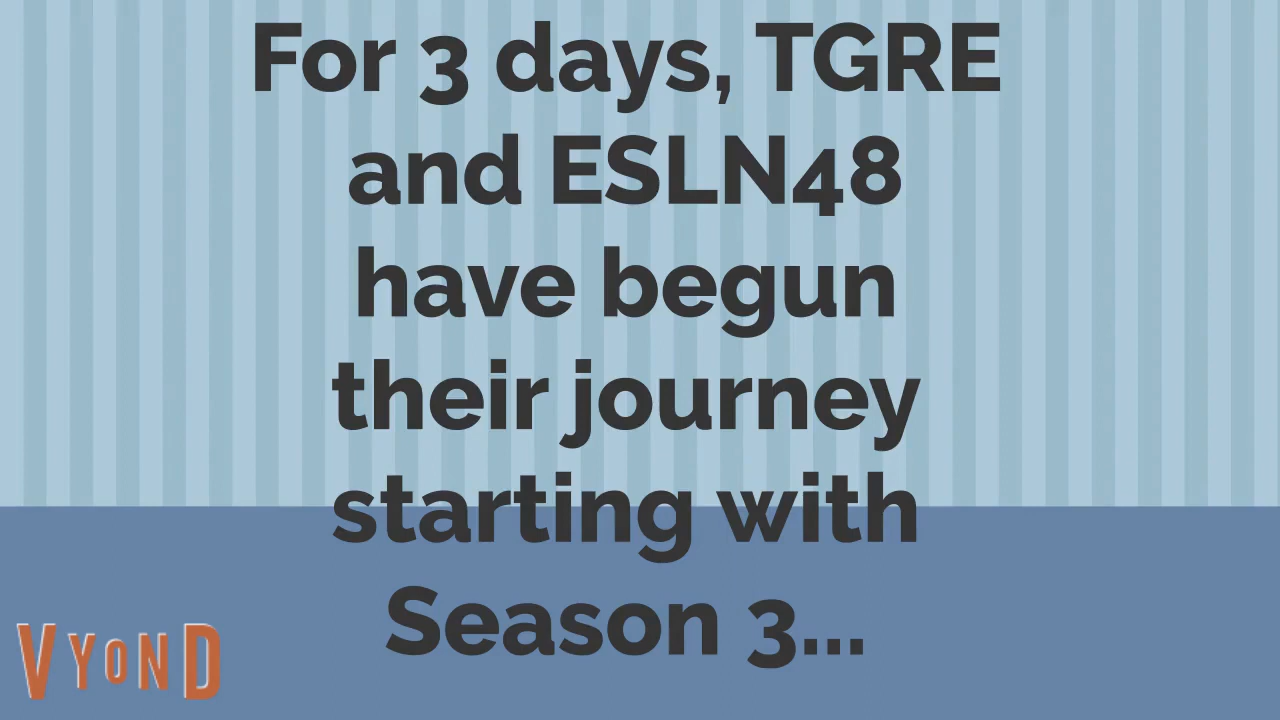 For 3 days, TGRE
and ESLN48
have begun
their journey
starting with
Season 3...
VYOND